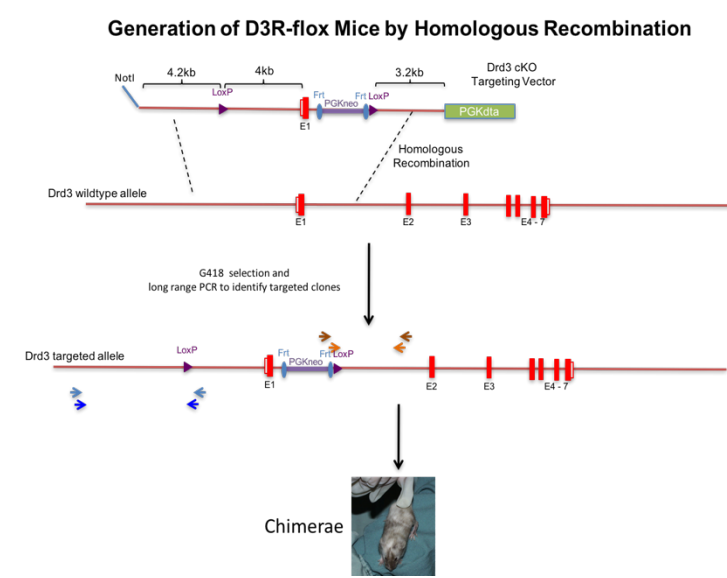 Generation of D3R-flox Mice by Homologous Recombination
NotI
4.2kb
4kb
3.2kb
Drd3 cKO
Targeting Vector
LoxP
Frt
PGKneo
Frt LoxP
PGKdta
E1
Homologous
Recombination
Drd3 wildtype allele
E1
E2
E3
E4 - 7
G418 selection and
long range PCR to identify targeted clones
Drd3 targeted allele
LoxP
Frt
PGKneo
Frt LoxP
E1
E2
E3
E4 - 7
Chimerae